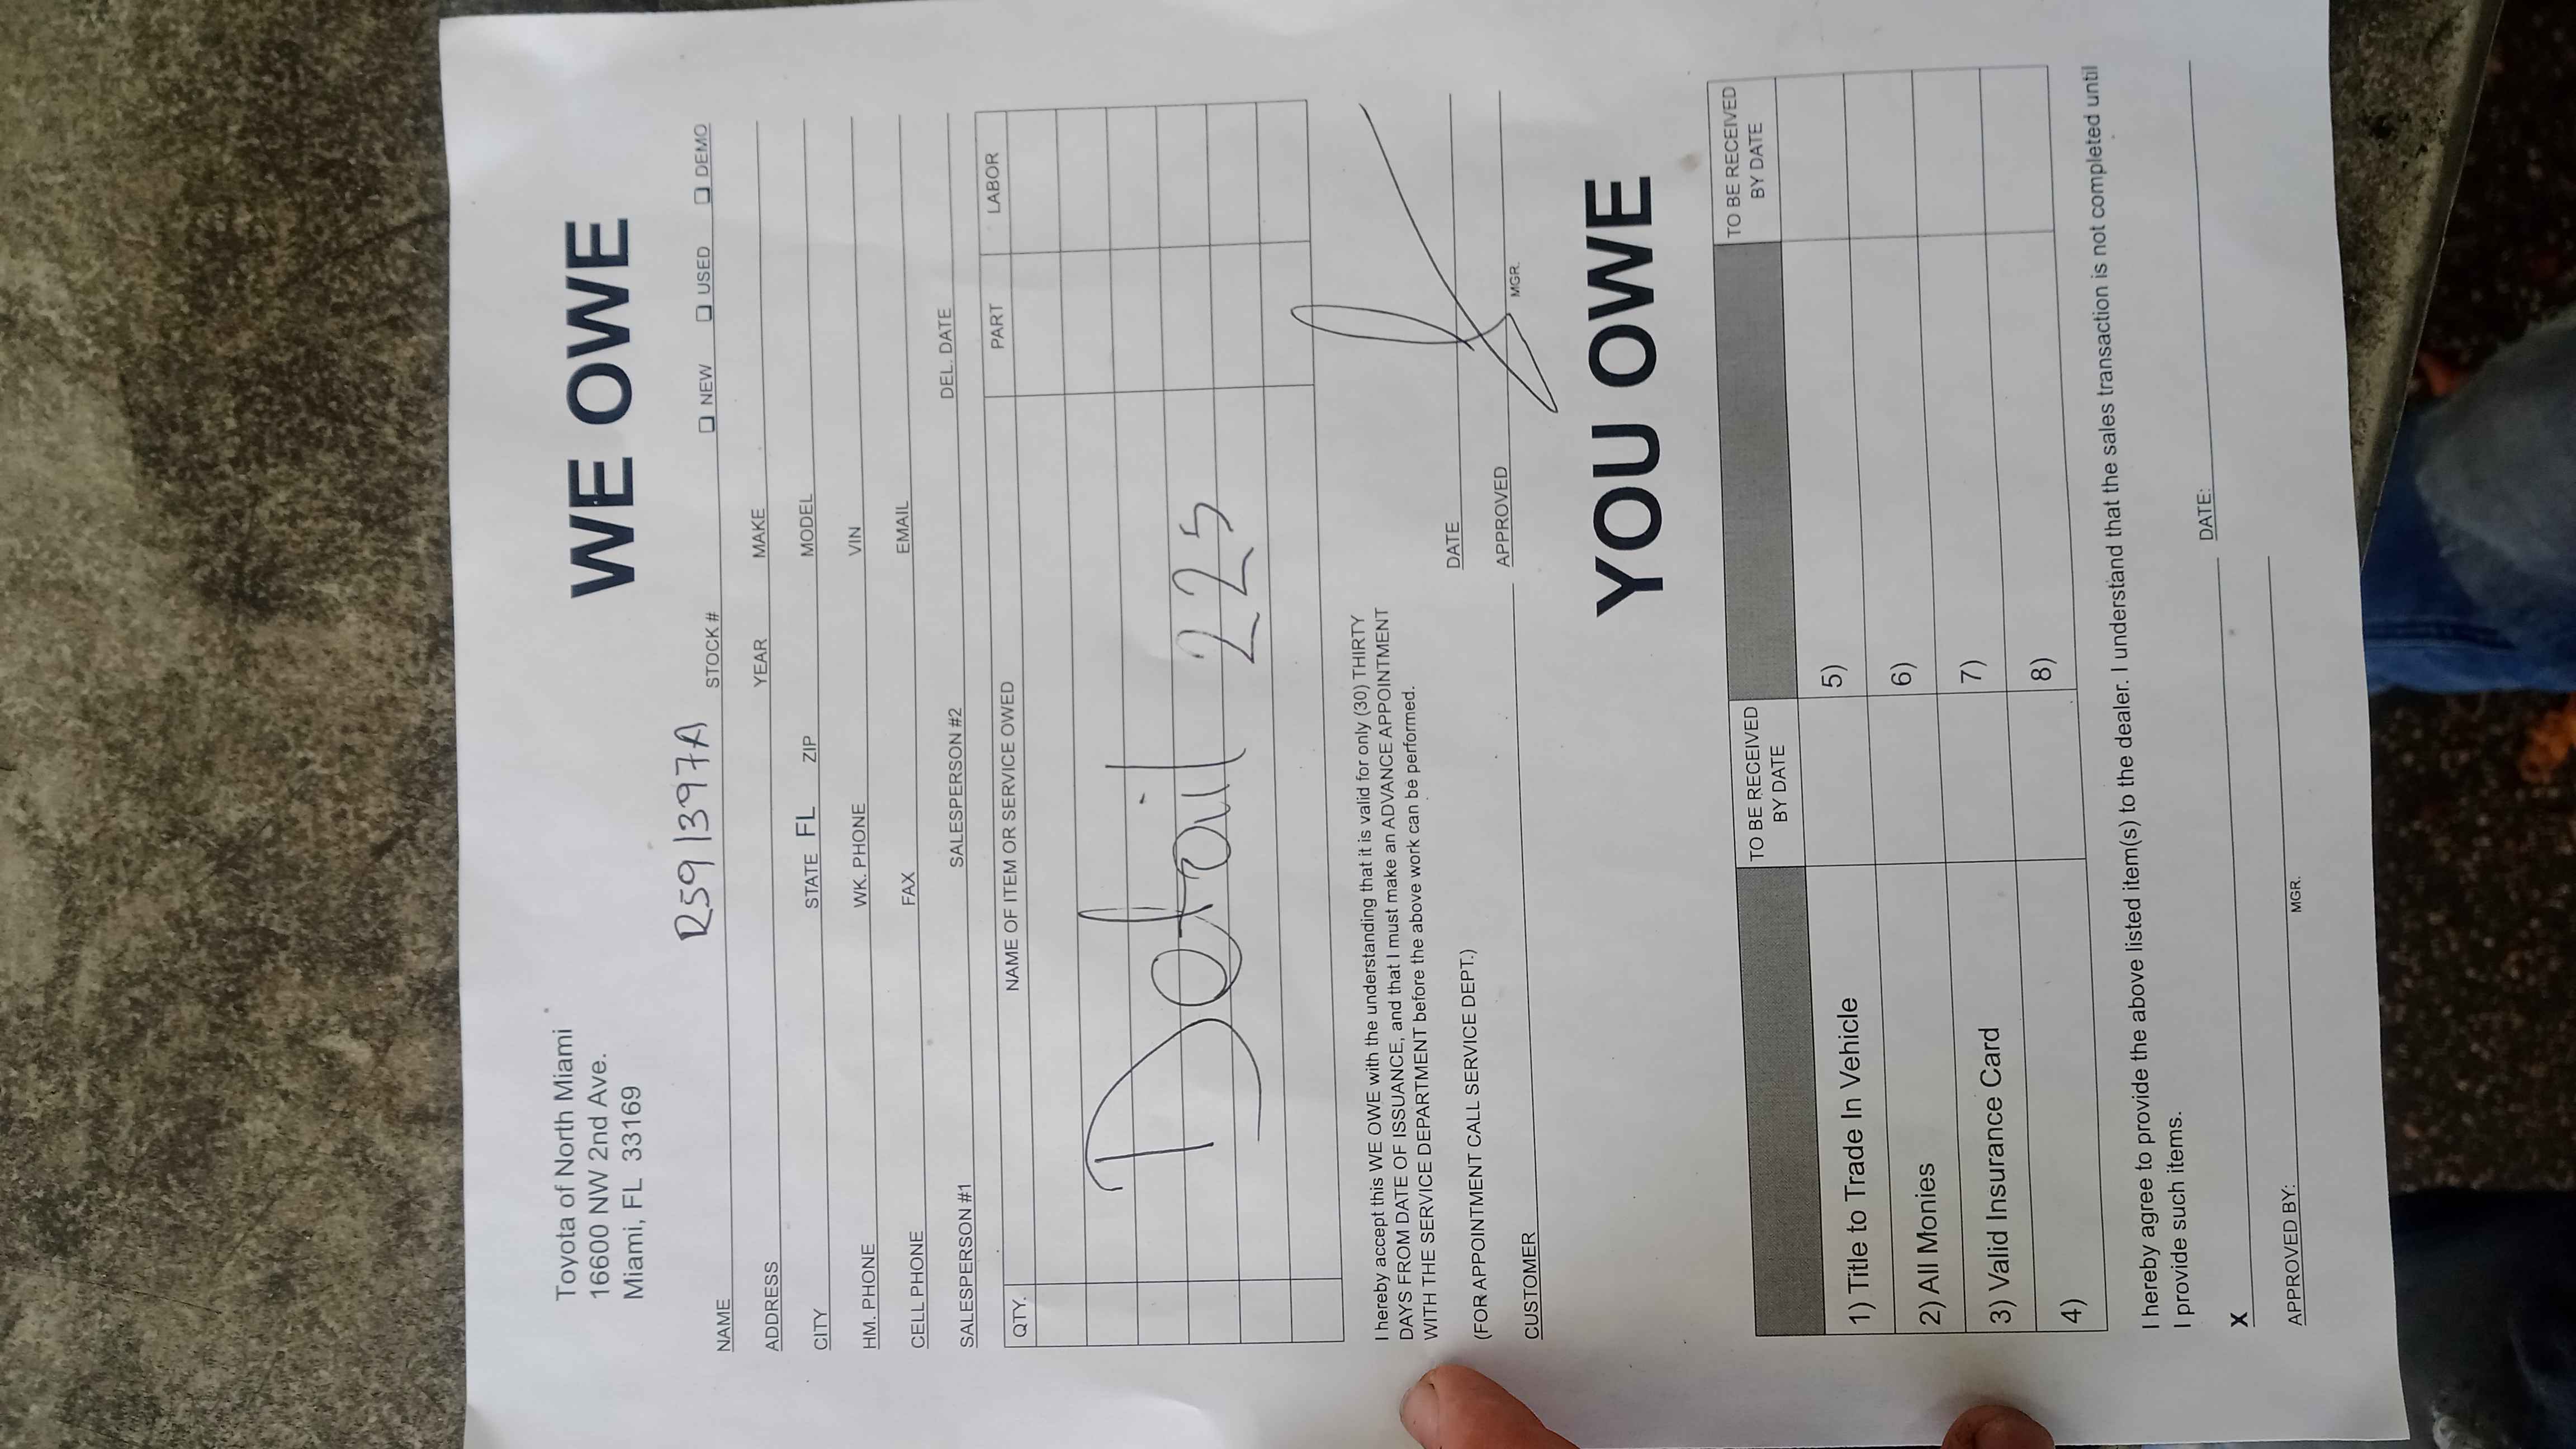 Toyota of North Miami
16600 NW 2nd Ave.
Miami, FL 33169
WE OWE
R591397A
NAME STOCK # NEW USED DEMO
ADDRESS YEAR MAKE
CITY STATE FL ZIP MODEL
HM. PHONE WK. PHONE VIN
CELL PHONE FAX EMAIL
SALESPERSON #1 SALESPERSON #2 DEL. DATE
QTY. NAME OF ITEM OR SERVICE OWED PART LABOR
Detail 225
I hereby accept this WE OWE with the understanding that it is valid for only (30) THIRTY
DAYS FROM DATE OF ISSUANCE, and that I must make an ADVANCE APPOINTMENT
WITH THE SERVICE DEPARTMENT before the above work can be performed.
DATE
(FOR APPOINTMENT CALL SERVICE DEPT.)
CUSTOMER APPROVED MGR.
YOU OWE
TO BE RECEIVED
BY DATE
TO BE RECEIVED
BY DATE
1) Title to Trade In Vehicle 5)
2) All Monies 6)
3) Valid Insurance Card 7)
4) 8)
I hereby agree to provide the above listed item(s) to the dealer. I understand that the sales transaction is not completed until
I provide such items.
X DATE:
APPROVED BY: MGR.